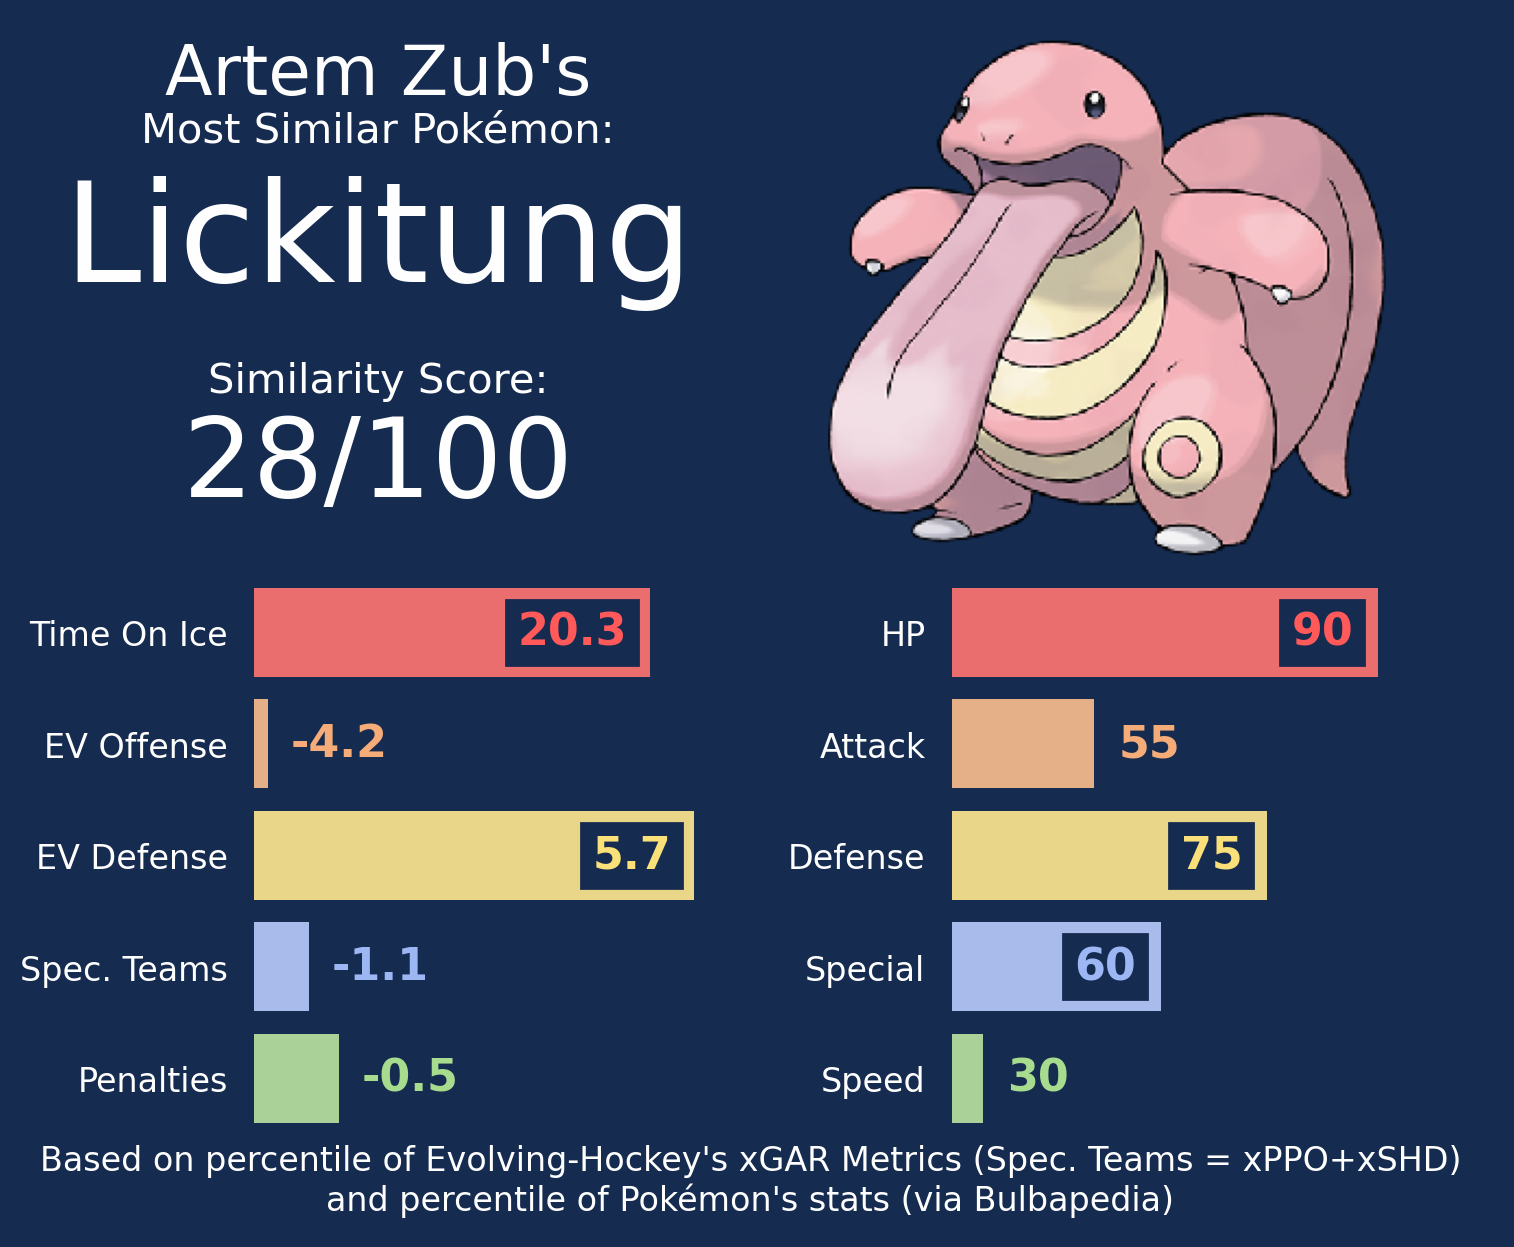 Artem Zub's
Most Similar Pokémon:
Lickitung
Similarity Score:
28/100
Time On Ice 20.3
EV Offense -4.2
EV Defense 5.7
Spec. Teams -1.1
Penalties -0.5
HP 90
Attack 55
Defense 75
Special 60
Speed 30
Based on percentile of Evolving-Hockey's xGAR Metrics (Spec. Teams = xPPO+xSHD)
and percentile of Pokémon's stats (via Bulbapedia)